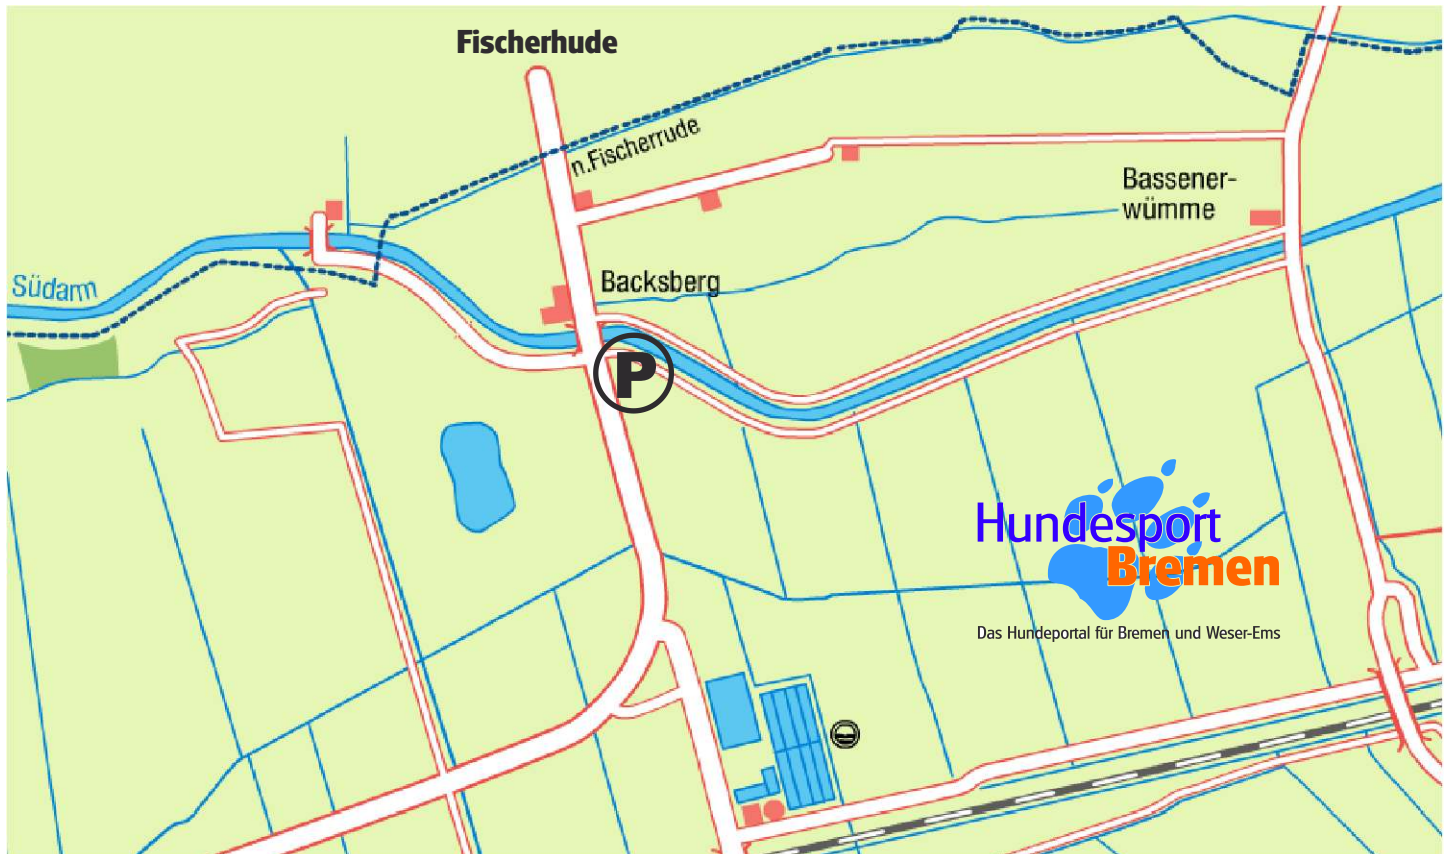 Fischerhude
n.Fischerrude
Bassener-
wümme
Südarm
Backsberg
P
Hundesport
Bremen
Das Hundeportal für Bremen und Weser-Ems